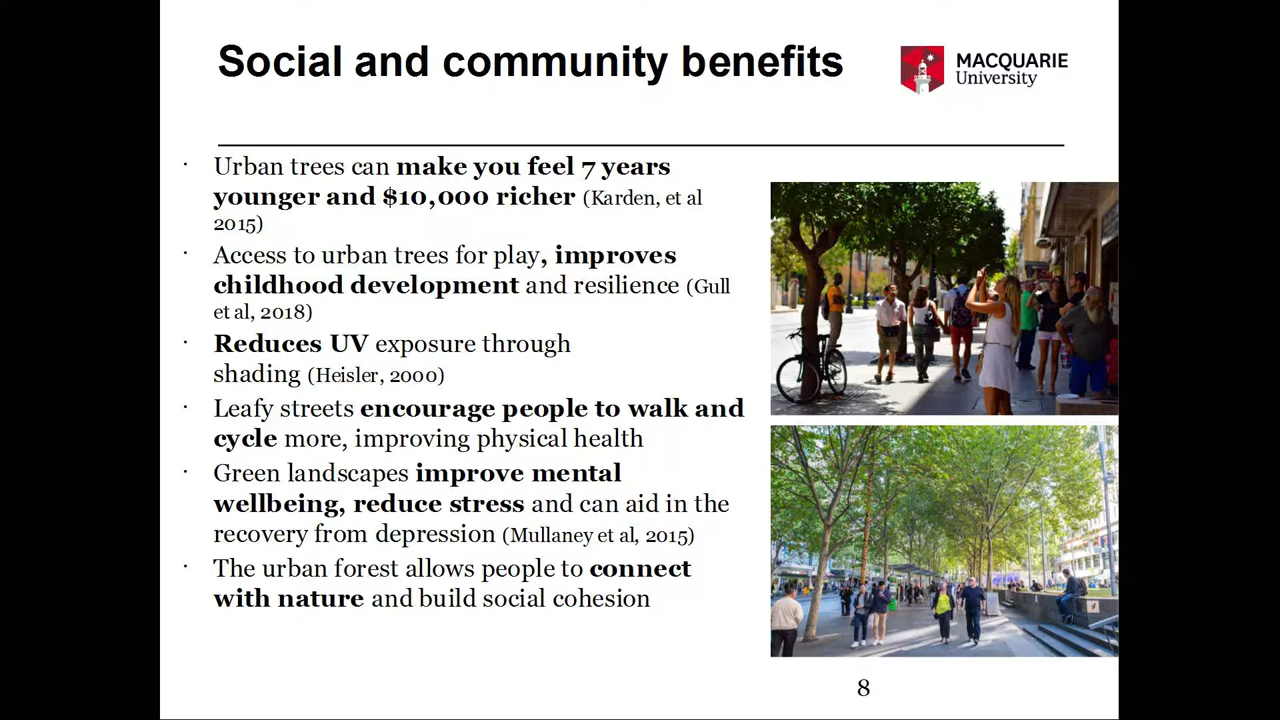 Social and community benefits
MACQUARIE
University
· Urban trees can make you feel 7 years
younger and $10,000 richer (Karden, et al
2015)
· Access to urban trees for play, improves
childhood development and resilience (Gull
et al, 2018)
· Reduces UV exposure through
shading (Heisler, 2000)
· Leafy streets encourage people to walk and
cycle more, improving physical health
· Green landscapes improve mental
wellbeing, reduce stress and can aid in the
recovery from depression (Mullaney et al, 2015)
· The urban forest allows people to connect
with nature and build social cohesion
8